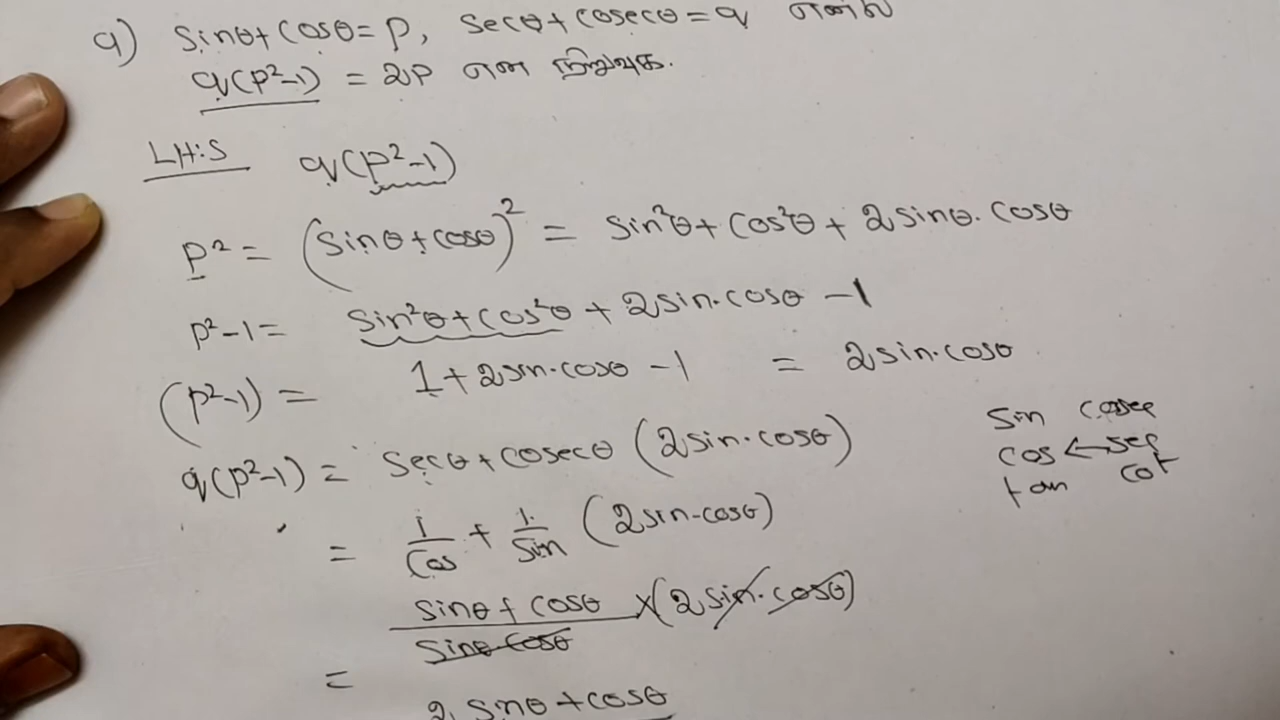 a) sinθ+ cosθ= p, secθ+cosecθ=q எனில்
q(p²-1) = 2p என நிறுவுக.
LH:S q(p²-1)
p² = (sinθ+cosθ)² = sin²θ+ cos²θ + 2sinθ. cosθ
p²-1= sin²θ+cos²θ + 2sin.cosθ -1
(p²-1) = 1+2sin.cosθ -1 = 2sin.cosθ
q(p²-1) = secθ+cosecθ (2sin.cosθ)
sin cosec
cos ← sec
tan cot
= 1/cos + 1/sin (2sin.cosθ)
= sinθ+cosθ/sinθ cosθ ×(2sin.cosθ)
2. sinθ+cosθ